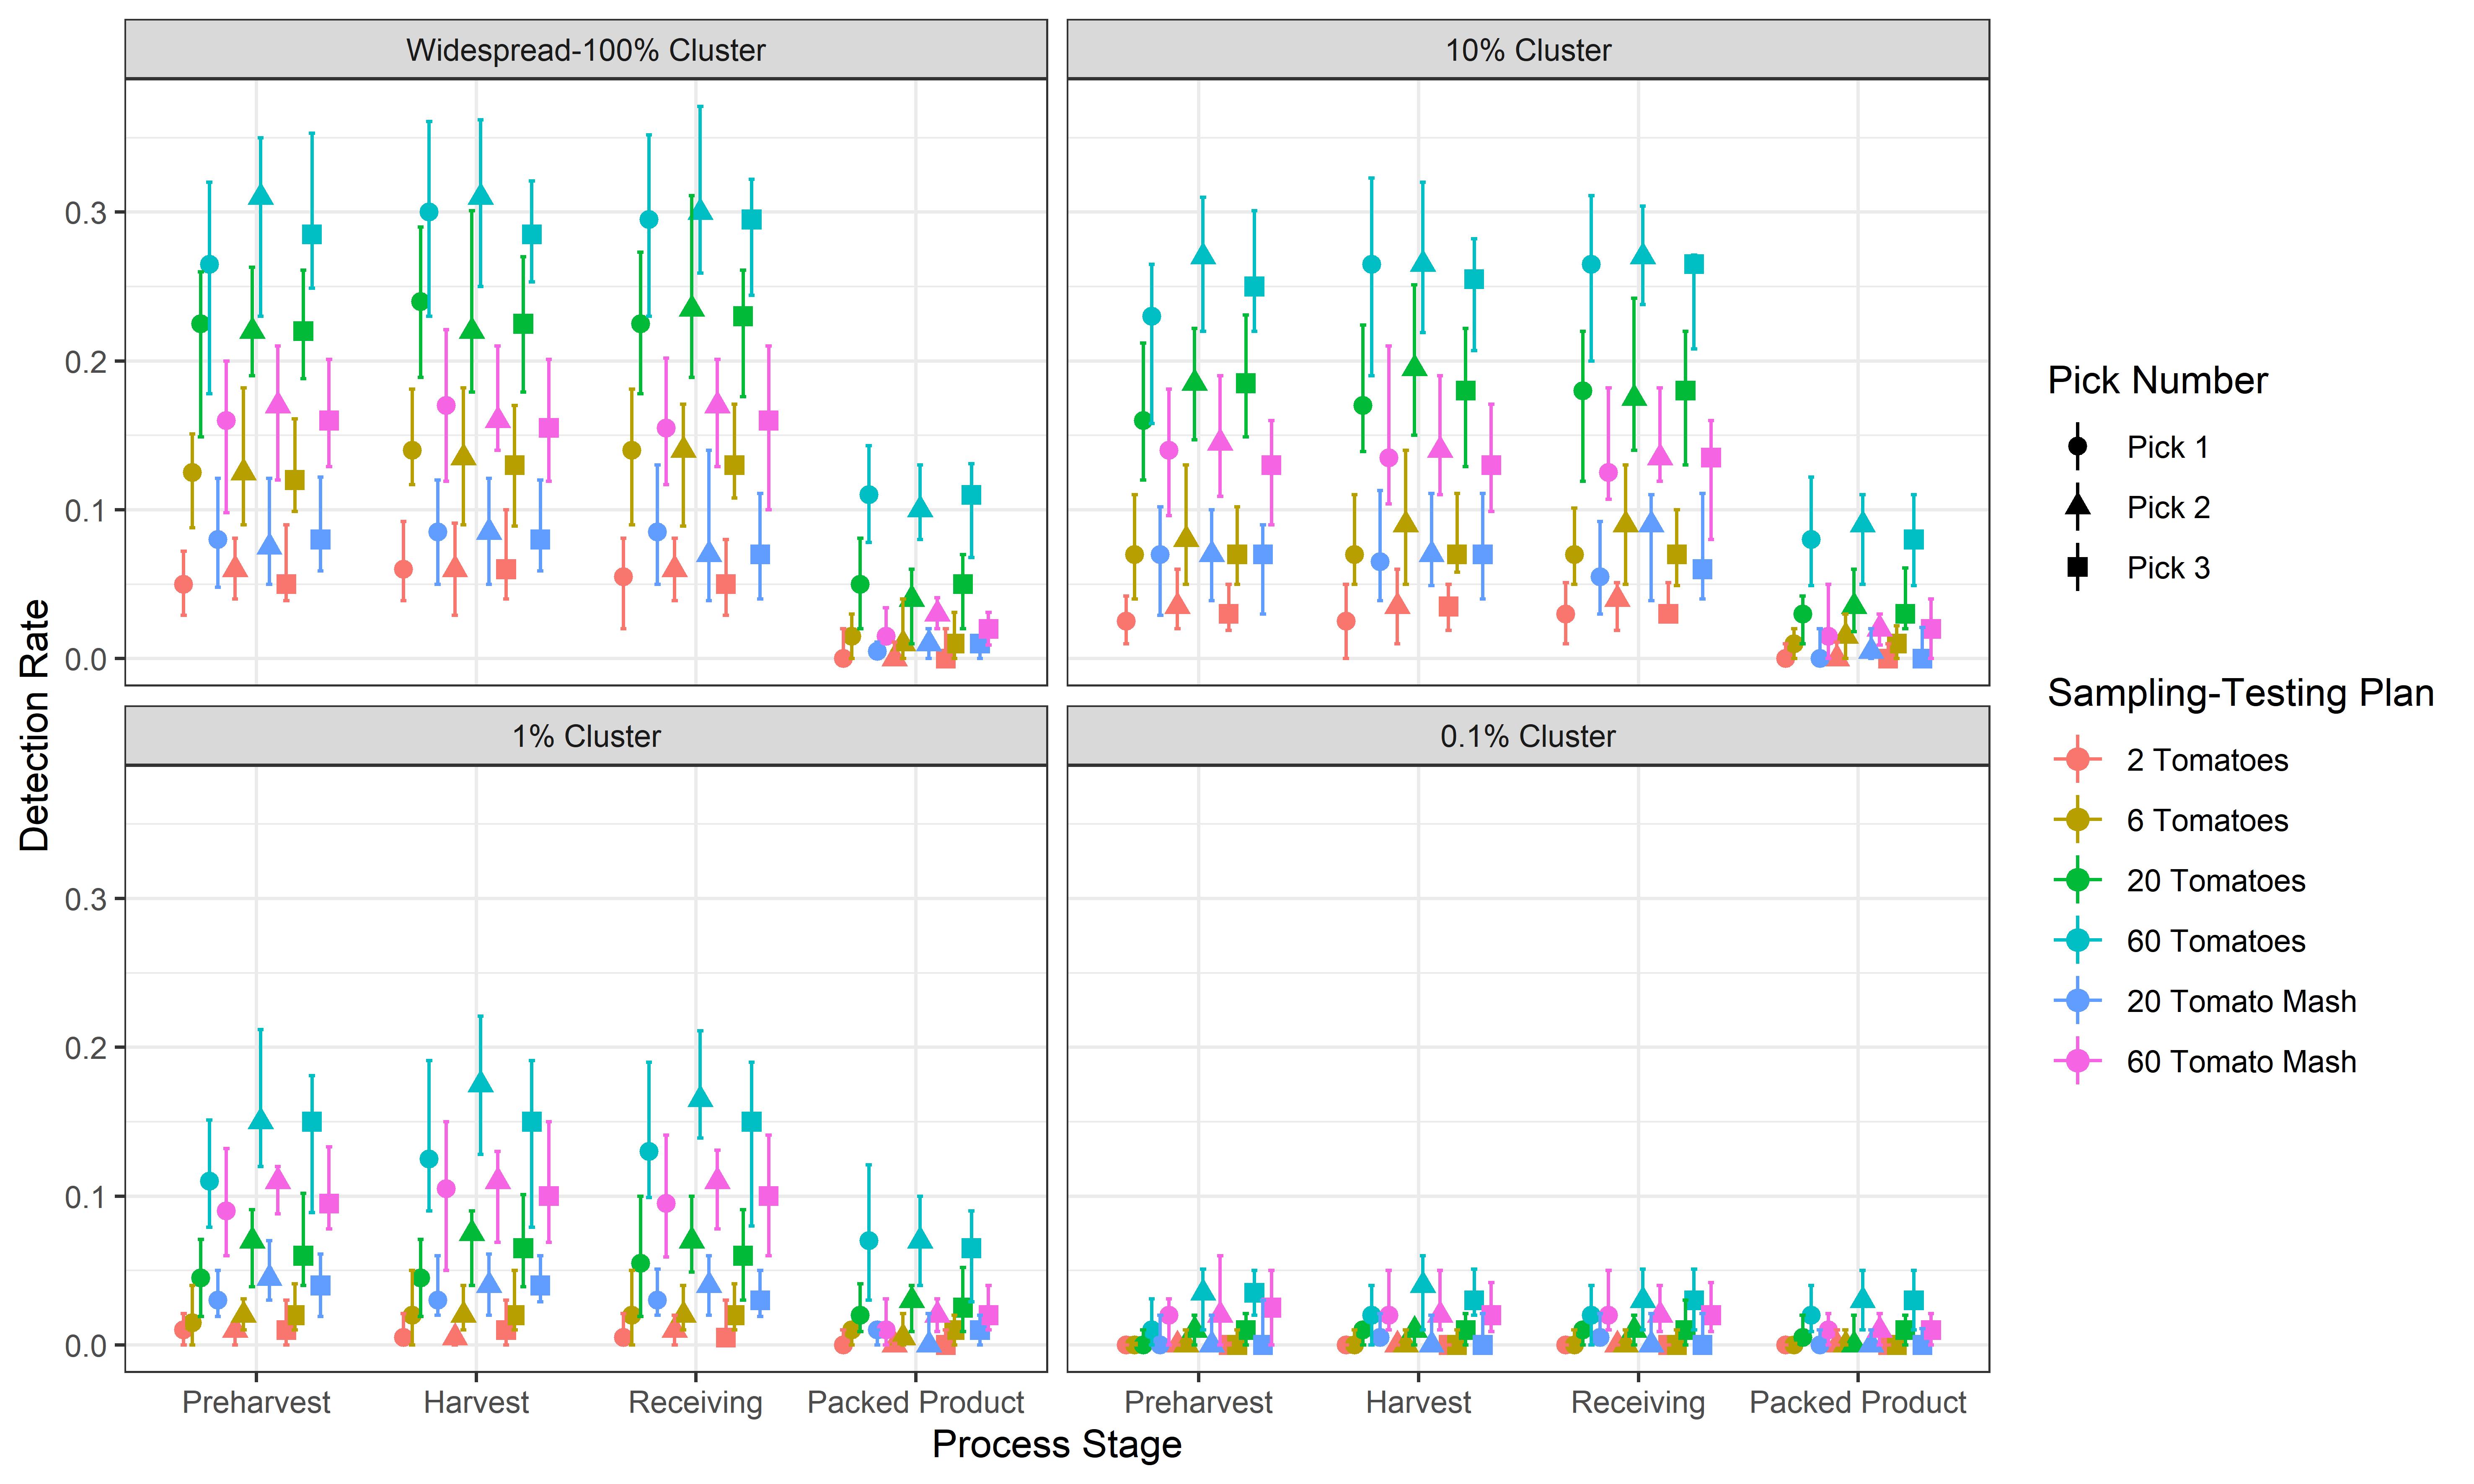 Widespread-100% Cluster
10% Cluster
0.3
0.2
0.1
0.0
1% Cluster
0.1% Cluster
0.3
0.2
0.1
0.0
Preharvest
Harvest
Receiving
Packed Product
Preharvest
Harvest
Receiving
Packed Product
Process Stage
Detection Rate
Pick Number
Pick 1
Pick 2
Pick 3
Sampling-Testing Plan
2 Tomatoes
6 Tomatoes
20 Tomatoes
60 Tomatoes
20 Tomato Mash
60 Tomato Mash